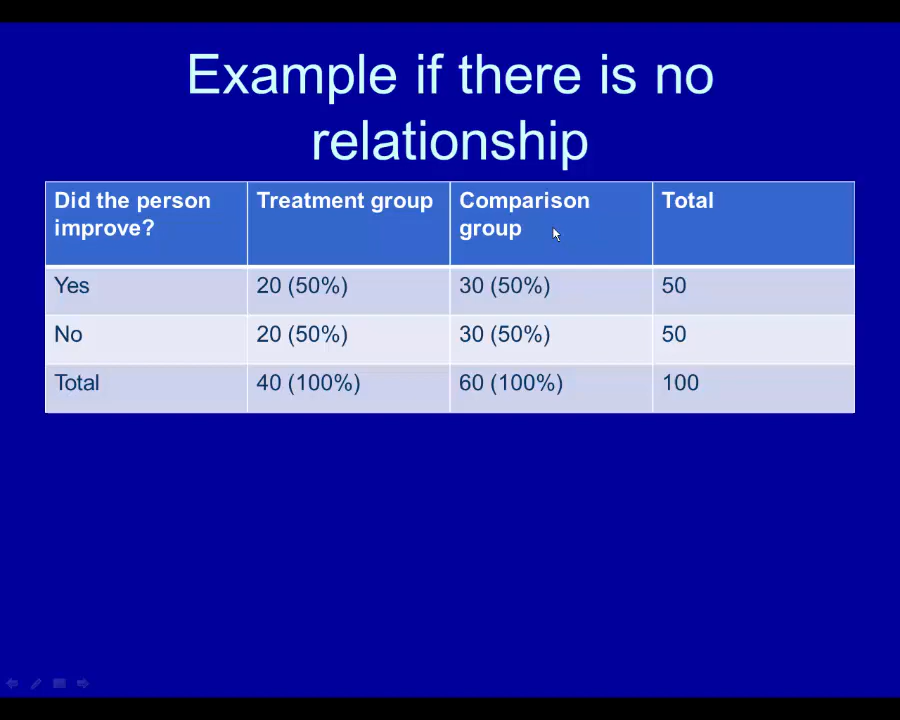 Example if there is no
relationship
Did the person improve? Treatment group Comparison group Total
Yes 20 (50%) 30 (50%) 50
No 20 (50%) 30 (50%) 50
Total 40 (100%) 60 (100%) 100